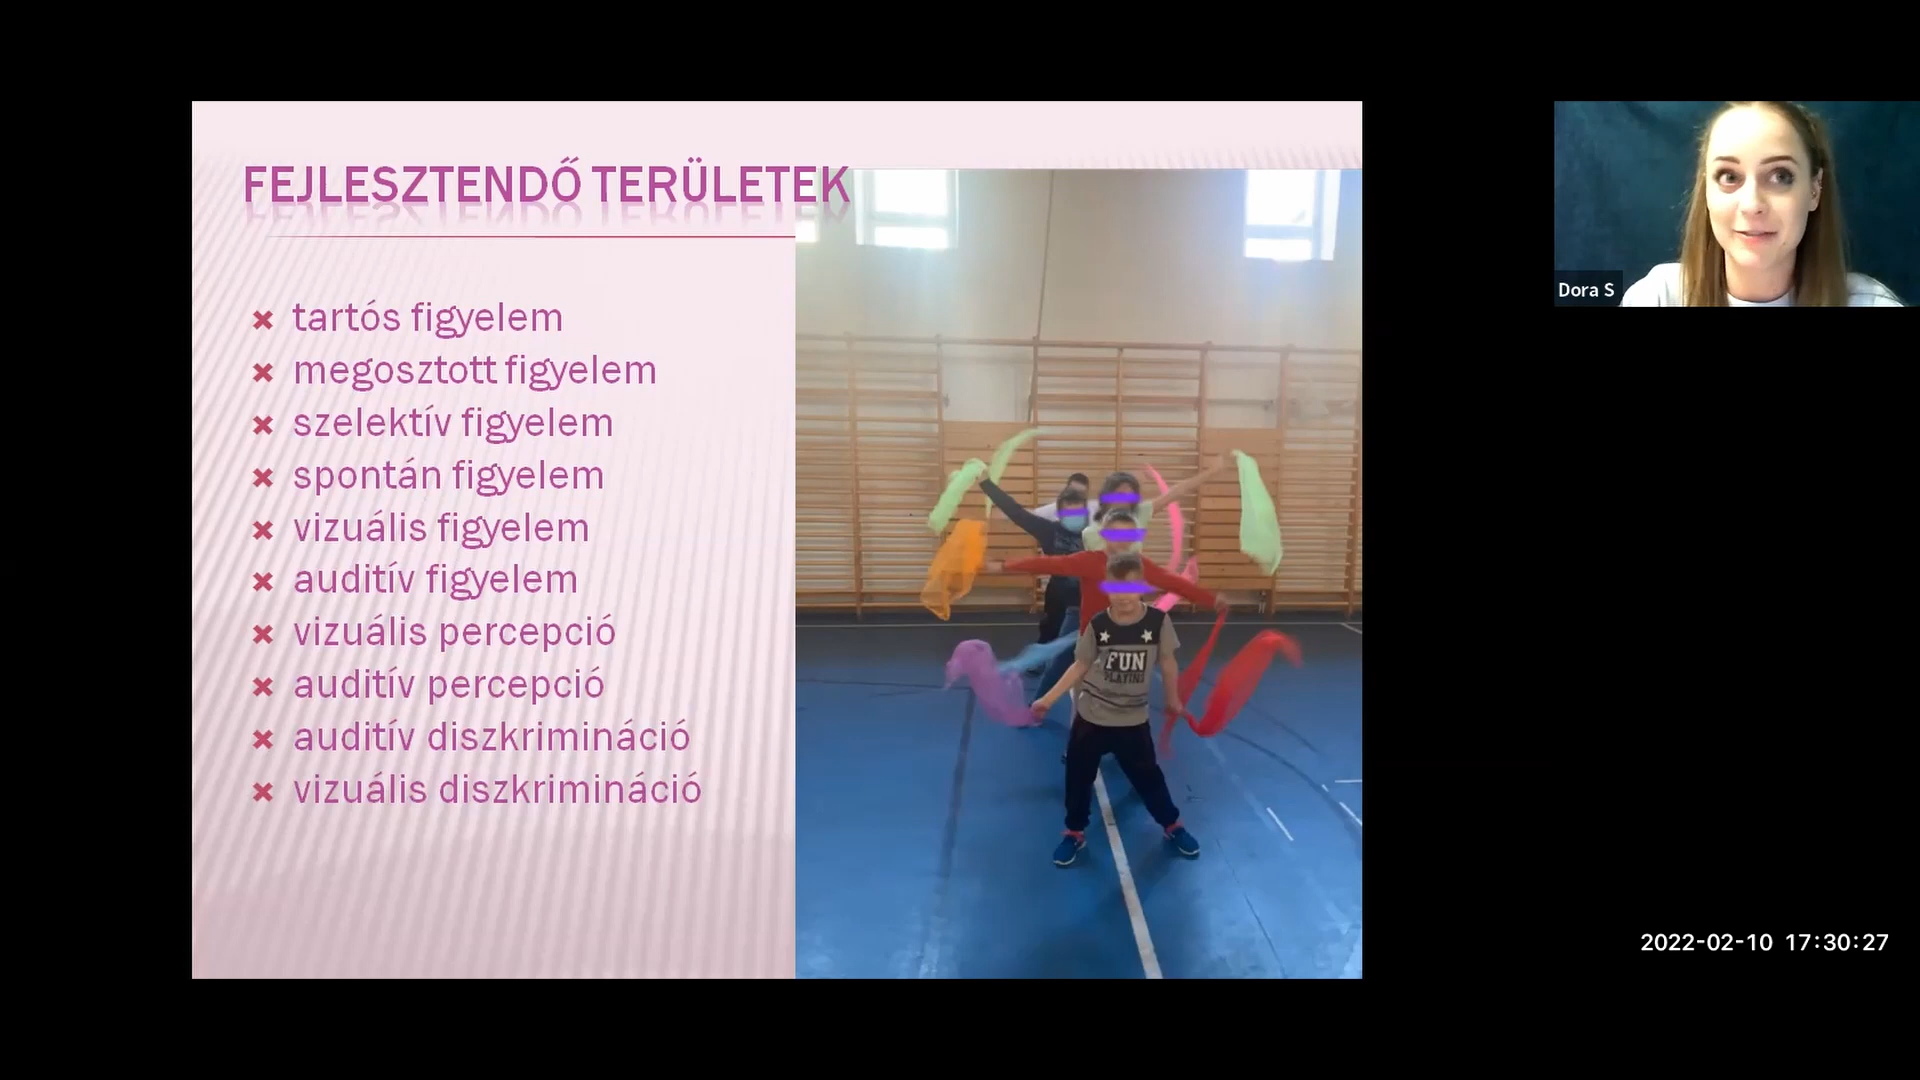 FEJLESZTENDŐ TERÜLETEK
tartós figyelem
megosztott figyelem
szelektív figyelem
spontán figyelem
vizuális figyelem
auditív figyelem
vizuális percepció
auditív percepció
auditív diszkrimináció
vizuális diszkrimináció
FUN
PLAYING
Dora S
2022-02-10 17:30:27